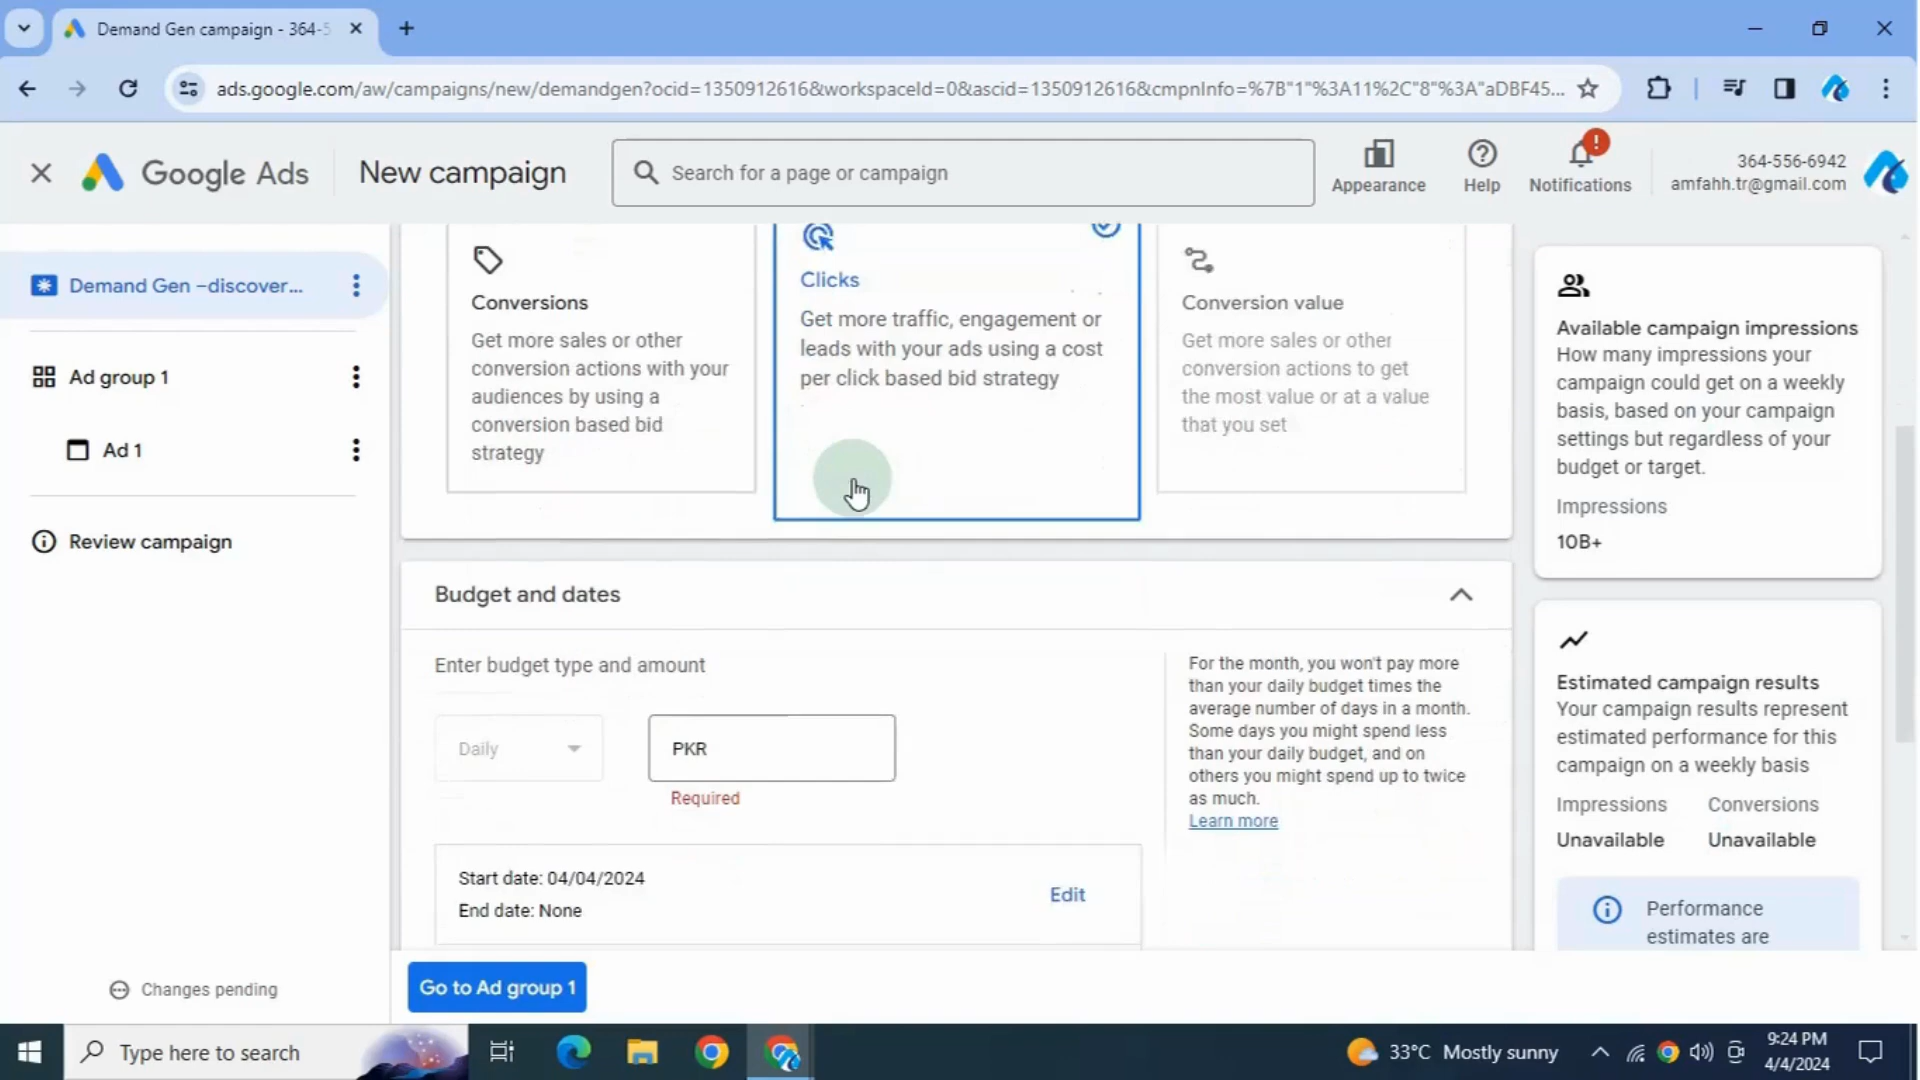 Demand Gen campaign - 364-5
ads.google.com/aw/campaigns/new/demandgen?ocid=1350912616&workspaceId=0&ascid=1350912616&cmpnInfo=%7B"1"%3A11%2C"8"%3A"aDBF45...
Google Ads
New campaign
Search for a page or campaign
Appearance
Help
Notifications
364-556-6942
amfahh.tr@gmail.com
Demand Gen –discover...
Ad group 1
Ad 1
Review campaign
Changes pending
Conversions
Get more sales or other
conversion actions with your
audiences by using a
conversion based bid
strategy
Clicks
Get more traffic, engagement or
leads with your ads using a cost
per click based bid strategy
Conversion value
Get more sales or other
conversion actions to get
the most value or at a value
that you set
Budget and dates
Enter budget type and amount
Daily
PKR
Required
For the month, you won't pay more
than your daily budget times the
average number of days in a month.
Some days you might spend less
than your daily budget, and on
others you might spend up to twice
as much.
Learn more
Start date: 04/04/2024
End date: None
Edit
Go to Ad group 1
Available campaign impressions
How many impressions your
campaign could get on a weekly
basis, based on your campaign
settings but regardless of your
budget or target.
Impressions
10B+
Estimated campaign results
Your campaign results represent
estimated performance for this
campaign on a weekly basis
Impressions Conversions
Unavailable Unavailable
Performance
estimates are
Type here to search
33°C Mostly sunny
9:24 PM
4/4/2024